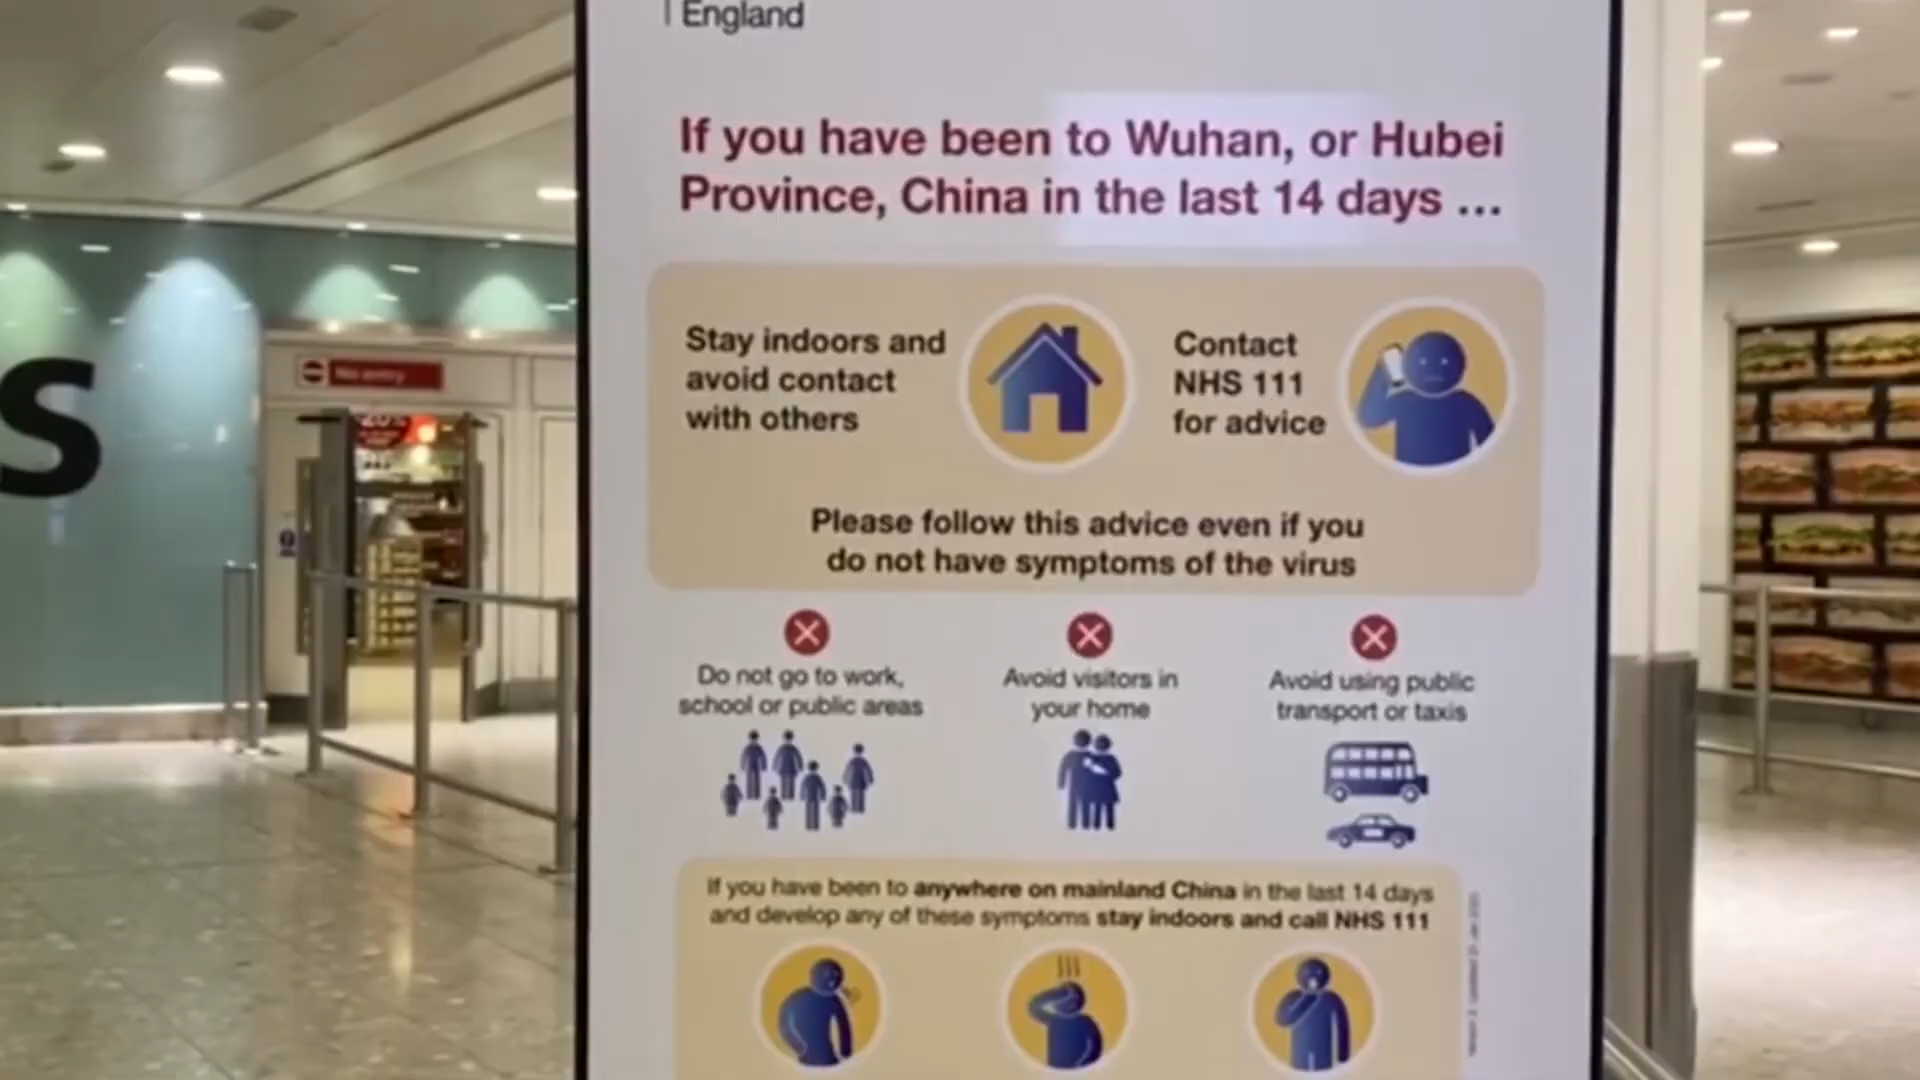 England
If you have been to Wuhan, or Hubei
Province, China in the last 14 days ...
Stay indoors and
avoid contact
with others
Contact
NHS 111
for advice
Please follow this advice even if you
do not have symptoms of the virus
Do not go to work,
school or public areas
Avoid visitors in
your home
Avoid using public
transport or taxis
If you have been to anywhere on mainland China in the last 14 days
and develop any of these symptoms stay indoors and call NHS 111
No entry
S